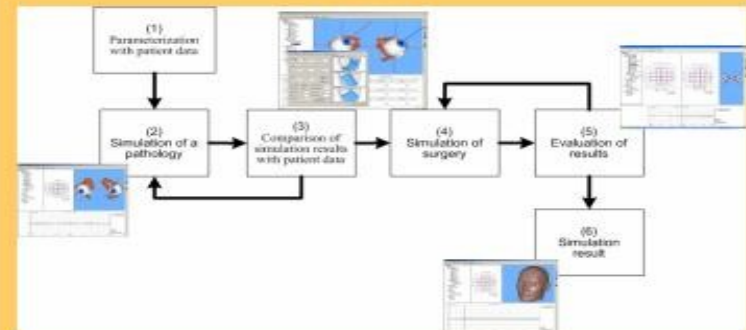 (1)
Parameterization
with patient data
(2)
Simulation of a
pathology
(3)
Comparison of
simulation results
with patient data
(4)
Simulation of
surgery
(5)
Evaluation of
results
(6)
Simulation
result